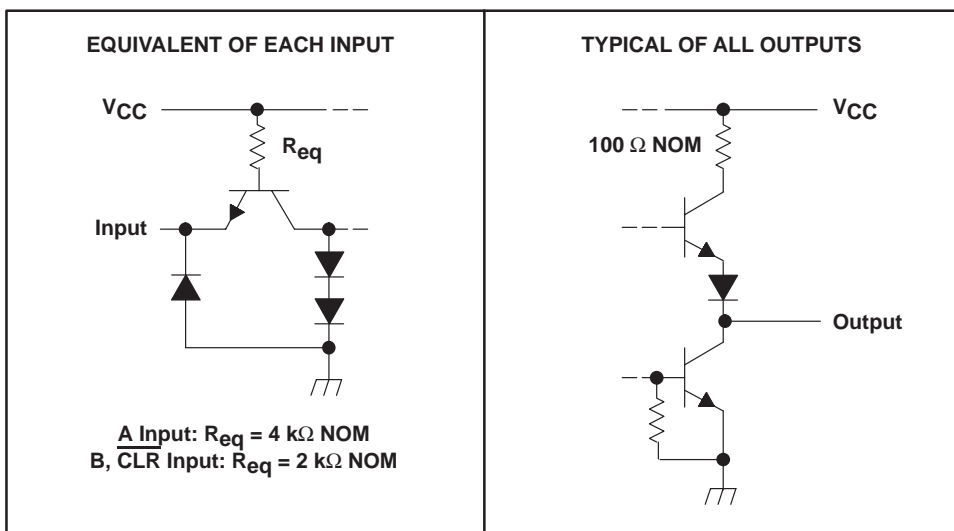 EQUIVALENT OF EACH INPUT
VCC
Req
Input
A Input: Req = 4 kΩ NOM
B, CLR Input: Req = 2 kΩ NOM
TYPICAL OF ALL OUTPUTS
VCC
100 Ω NOM
Output